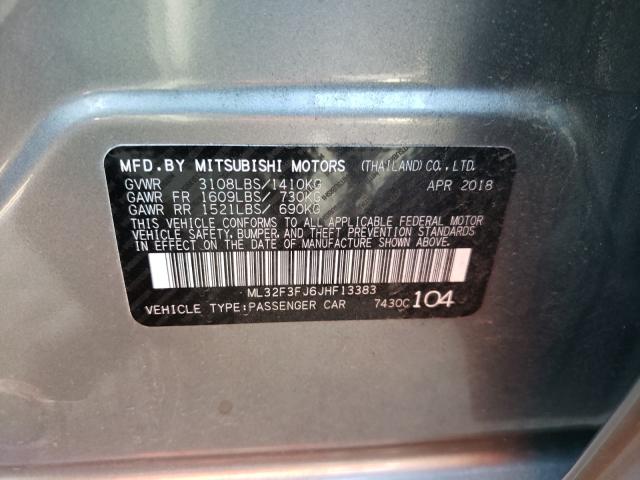 MFD.BY MITSUBISHI MOTORS (THAILAND) CO.,LTD.
GVWR 3108LBS/1410KG APR 2018
GAWR FR 1609LBS/ 730KG
GAWR RR 1521LBS/ 690KG
THIS VEHICLE CONFORMS TO ALL APPLICABLE FEDERAL MOTOR
VEHICLE SAFETY, BUMPER, AND THEFT PREVENTION STANDARDS
IN EFFECT ON THE DATE OF MANUFACTURE SHOWN ABOVE.
ML32F3FJ6JHF13383
VEHICLE TYPE:PASSENGER CAR 7430C 104